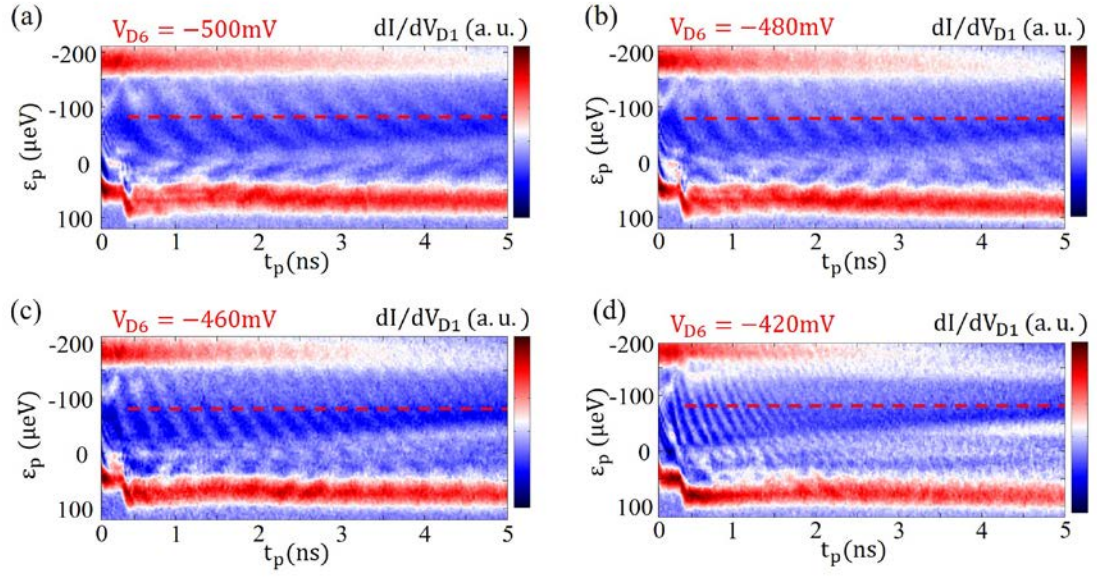 (a)
V_D6 = −500mV dI/dV_D1 (a. u.)
-200
-100
0
100
ε_p (μeV)
0 1 2 3 4 5
t_p(ns)
(b)
V_D6 = −480mV dI/dV_D1 (a. u.)
-200
-100
0
100
ε_p (μeV)
0 1 2 3 4 5
t_p(ns)
(c)
V_D6 = −460mV dI/dV_D1 (a. u.)
-200
-100
0
100
ε_p (μeV)
0 1 2 3 4 5
t_p(ns)
(d)
V_D6 = −420mV dI/dV_D1 (a. u.)
-200
-100
0
100
ε_p (μeV)
0 1 2 3 4 5
t_p(ns)